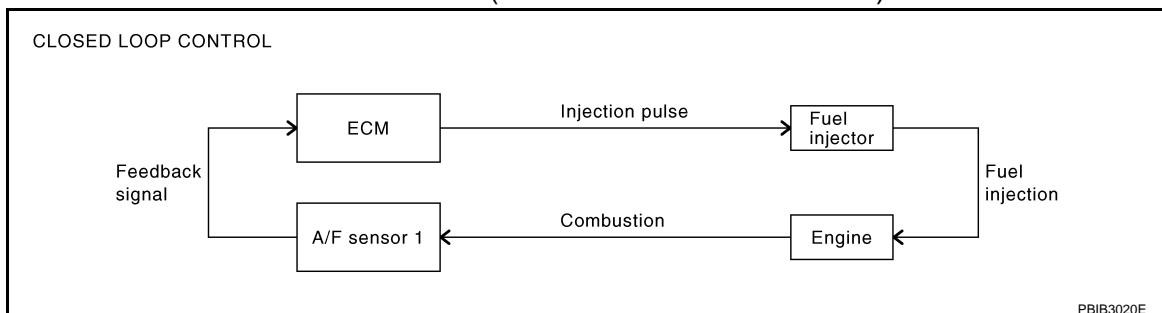 CLOSED LOOP CONTROL
ECM
Injection pulse
Fuel
injector
Feedback
signal
Fuel
injection
A/F sensor 1
Combustion
Engine
PBIB3020E